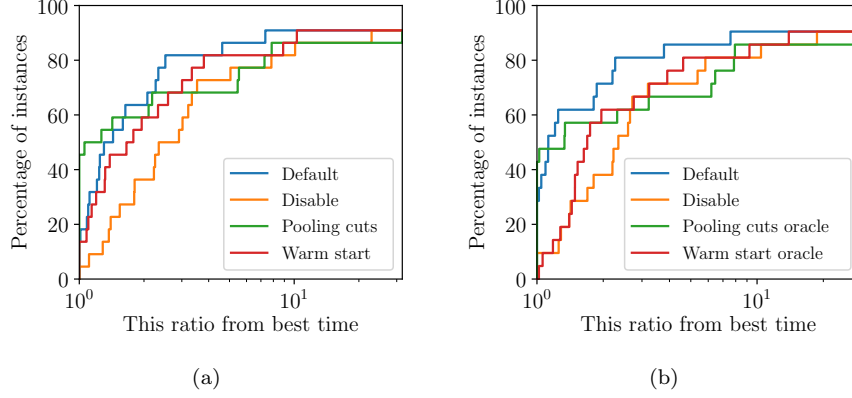 100
80
60
40
20
0
Percentage of instances
Default
Disable
Pooling cuts
Warm start
10^0
10^1
This ratio from best time
(a)
100
80
60
40
20
0
Percentage of instances
Default
Disable
Pooling cuts oracle
Warm start oracle
10^0
10^1
This ratio from best time
(b)